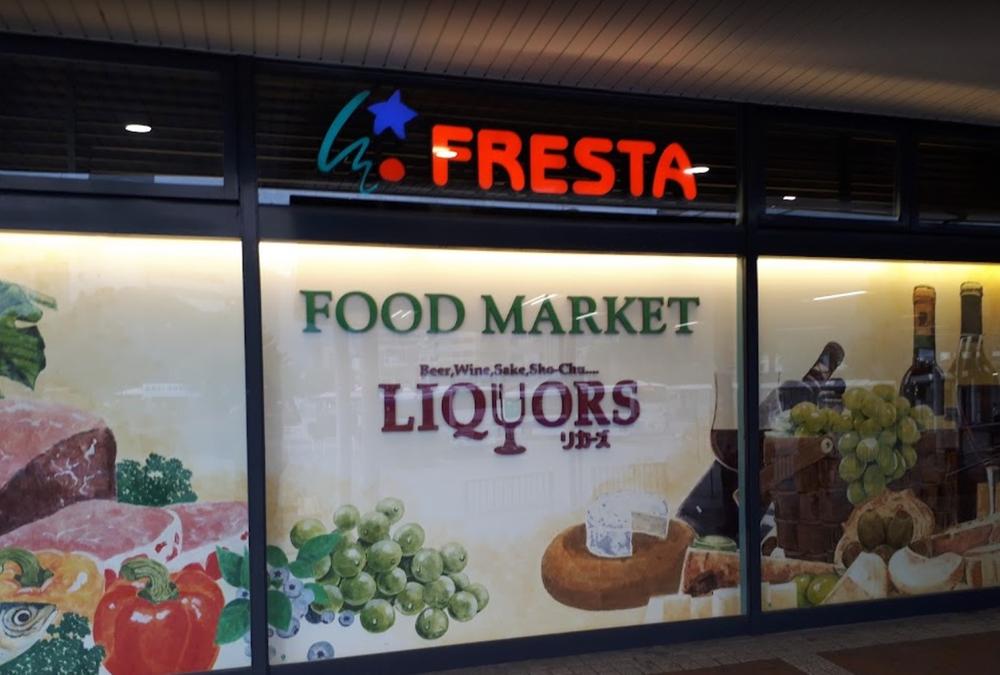 FRESTA
FOOD MARKET
Beer,Wine,Sake,Sho-Chu....
LIQUORS
リカーズ